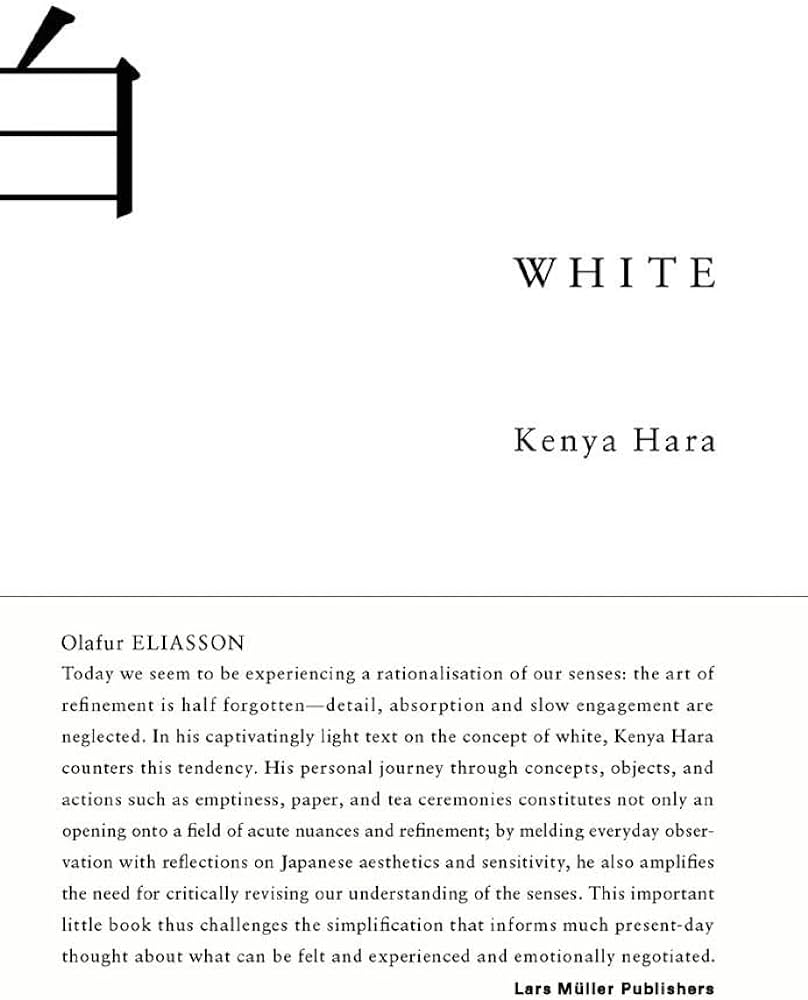 白
WHITE
Kenya Hara
Olafur ELIASSON
Today we seem to be experiencing a rationalisation of our senses: the art of
refinement is half forgotten—detail, absorption and slow engagement are
neglected. In his captivatingly light text on the concept of white, Kenya Hara
counters this tendency. His personal journey through concepts, objects, and
actions such as emptiness, paper, and tea ceremonies constitutes not only an
opening onto a field of acute nuances and refinement; by melding everyday obser-
vation with reflections on Japanese aesthetics and sensitivity, he also amplifies
the need for critically revising our understanding of the senses. This important
little book thus challenges the simplification that informs much present-day
thought about what can be felt and experienced and emotionally negotiated.
Lars Müller Publishers